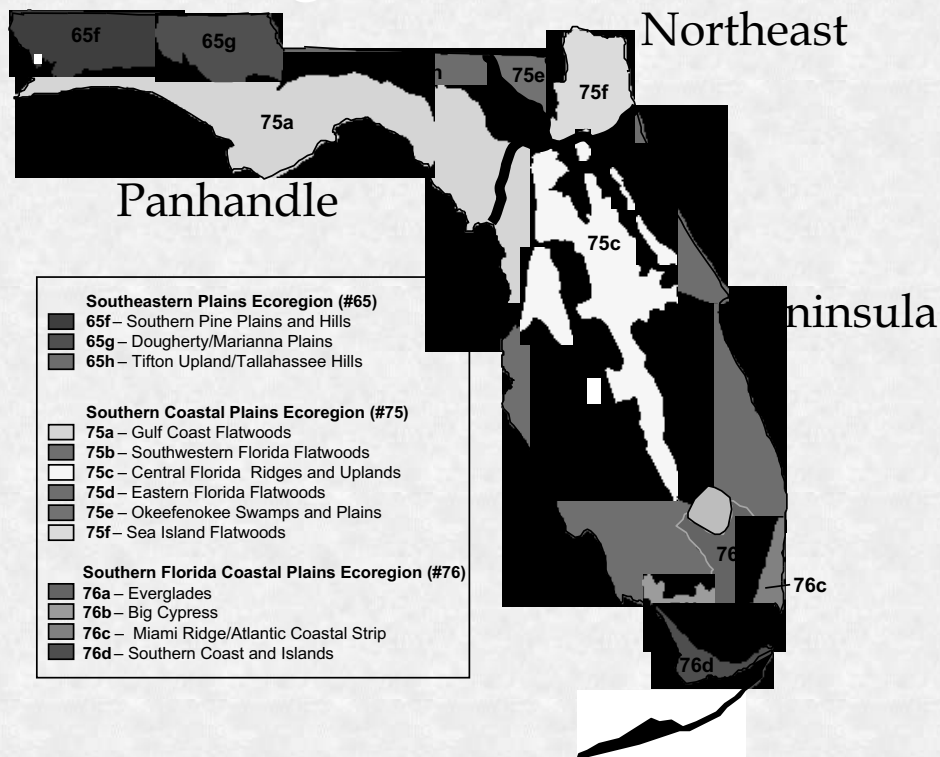 Northeast
65f
65g
75e
75f
75a
Panhandle
75c
ninsula
Southeastern Plains Ecoregion (#65)
65f – Southern Pine Plains and Hills
65g – Dougherty/Marianna Plains
65h – Tifton Upland/Tallahassee Hills
Southern Coastal Plains Ecoregion (#75)
75a – Gulf Coast Flatwoods
75b – Southwestern Florida Flatwoods
75c – Central Florida Ridges and Uplands
75d – Eastern Florida Flatwoods
75e – Okeefenokee Swamps and Plains
75f – Sea Island Flatwoods
Southern Florida Coastal Plains Ecoregion (#76)
76a – Everglades
76b – Big Cypress
76c – Miami Ridge/Atlantic Coastal Strip
76d – Southern Coast and Islands
76
76c
76d